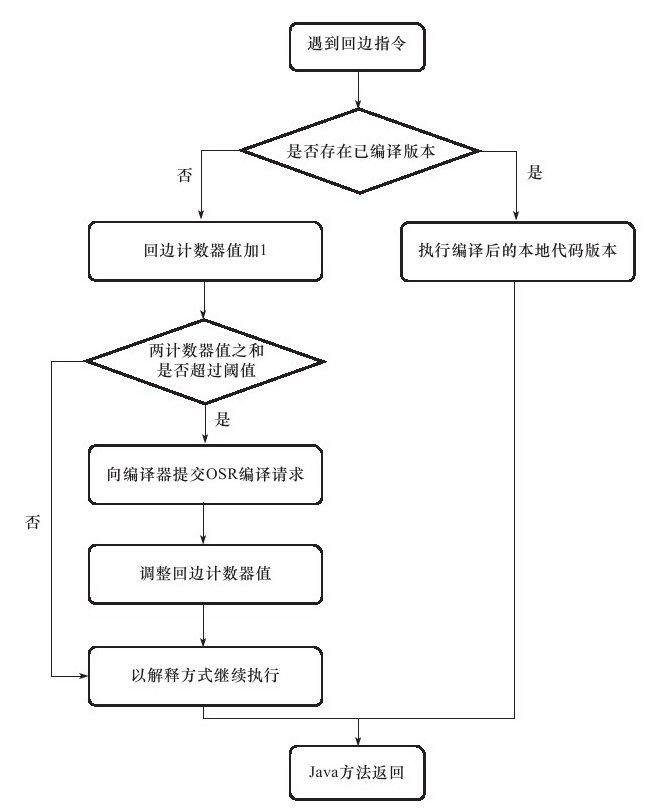 遇到回边指令
是否存在已编译版本
否
是
回边计数器值加1
执行编译后的本地代码版本
两计数器值之和
是否超过阈值
是
向编译器提交OSR编译请求
否
调整回边计数器值
以解释方式继续执行
Java方法返回